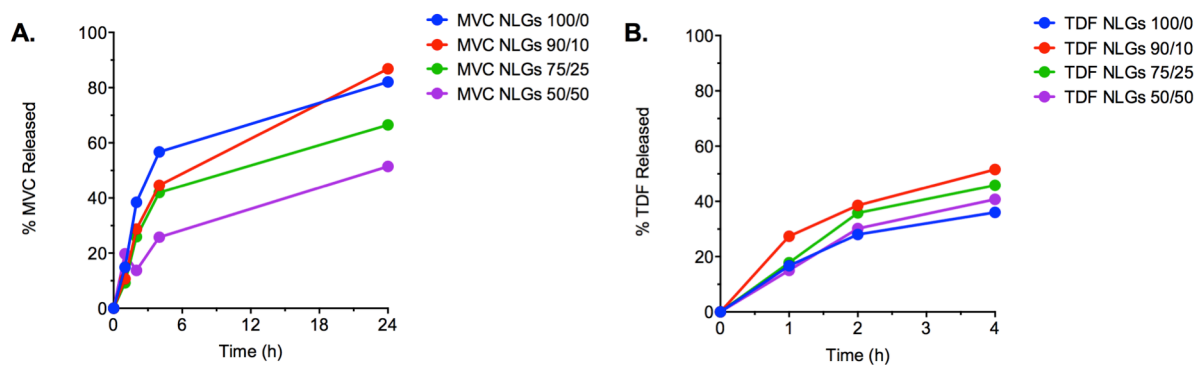 A.
MVC NLGs 100/0
MVC NLGs 90/10
MVC NLGs 75/25
MVC NLGs 50/50
% MVC Released
100
80
60
40
20
0
0 6 12 18 24
Time (h)
B.
TDF NLGs 100/0
TDF NLGs 90/10
TDF NLGs 75/25
TDF NLGs 50/50
% TDF Released
100
80
60
40
20
0
0 1 2 3 4
Time (h)